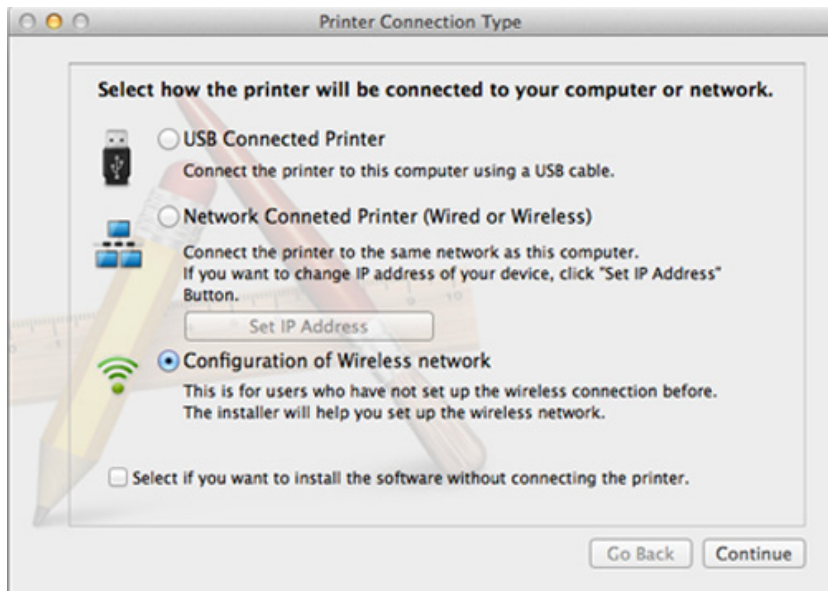 Printer Connection Type
Select how the printer will be connected to your computer or network.
USB Connected Printer
Connect the printer to this computer using a USB cable.
Network Conneted Printer (Wired or Wireless)
Connect the printer to the same network as this computer.
If you want to change IP address of your device, click "Set IP Address"
Button.
Set IP Address
Configuration of Wireless network
This is for users who have not set up the wireless connection before.
The installer will help you set up the wireless network.
Select if you want to install the software without connecting the printer.
Go Back
Continue